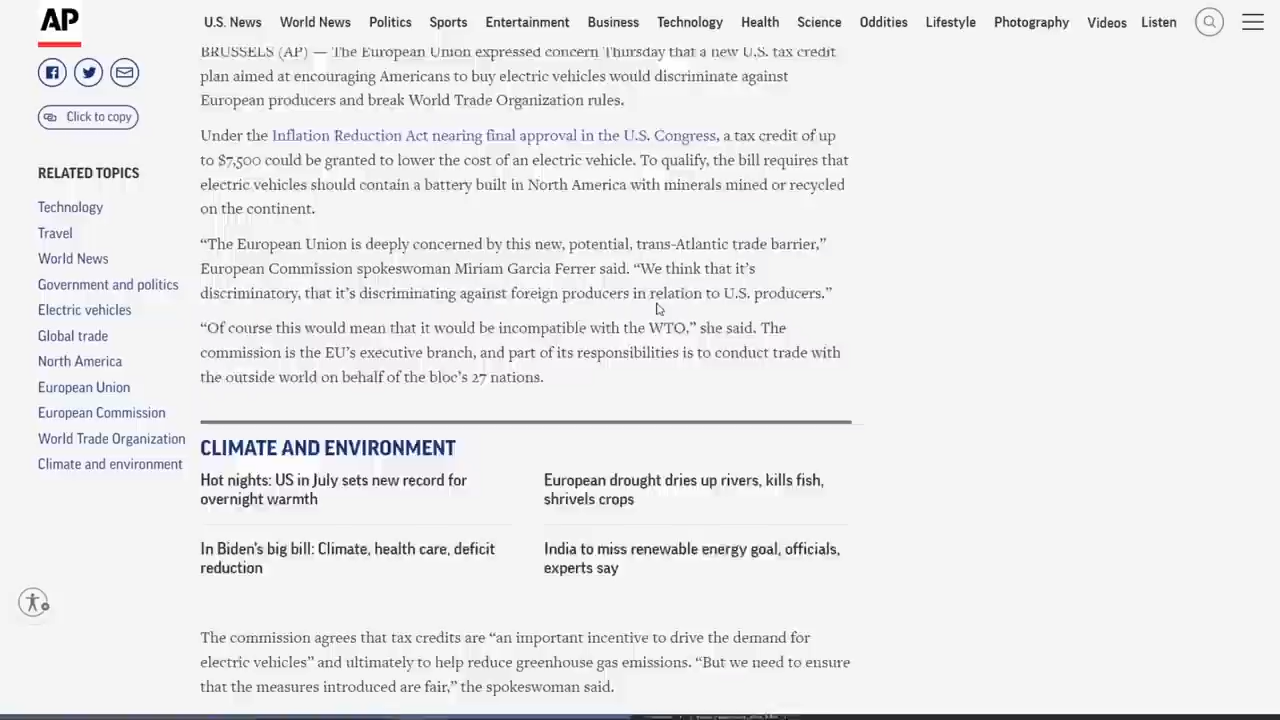 AP
U.S. News World News Politics Sports Entertainment Business Technology Health Science Oddities Lifestyle Photography Videos Listen
Click to copy
RELATED TOPICS
Technology
Travel
World News
Government and politics
Electric vehicles
Global trade
North America
European Union
European Commission
World Trade Organization
Climate and environment
BRUSSELS (AP) — The European Union expressed concern Thursday that a new U.S. tax credit
plan aimed at encouraging Americans to buy electric vehicles would discriminate against
European producers and break World Trade Organization rules.
Under the Inflation Reduction Act nearing final approval in the U.S. Congress, a tax credit of up
to $7,500 could be granted to lower the cost of an electric vehicle. To qualify, the bill requires that
electric vehicles should contain a battery built in North America with minerals mined or recycled
on the continent.
“The European Union is deeply concerned by this new, potential, trans-Atlantic trade barrier,”
European Commission spokeswoman Miriam Garcia Ferrer said. “We think that it’s
discriminatory, that it’s discriminating against foreign producers in relation to U.S. producers.”
“Of course this would mean that it would be incompatible with the WTO,” she said. The
commission is the EU’s executive branch, and part of its responsibilities is to conduct trade with
the outside world on behalf of the bloc’s 27 nations.
CLIMATE AND ENVIRONMENT
Hot nights: US in July sets new record for
overnight warmth
European drought dries up rivers, kills fish,
shrivels crops
In Biden’s big bill: Climate, health care, deficit
reduction
India to miss renewable energy goal, officials,
experts say
The commission agrees that tax credits are “an important incentive to drive the demand for
electric vehicles” and ultimately to help reduce greenhouse gas emissions. “But we need to ensure
that the measures introduced are fair,” the spokeswoman said.